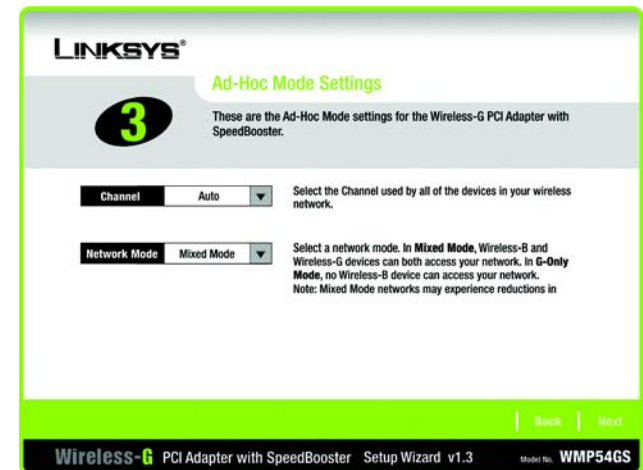 LINKSYS®
Ad-Hoc Mode Settings
3
These are the Ad-Hoc Mode settings for the Wireless-G PCI Adapter with
SpeedBooster.
Channel Auto
Select the Channel used by all of the devices in your wireless
network.
Network Mode Mixed Mode
Select a network mode. In Mixed Mode, Wireless-B and
Wireless-G devices can both access your network. In G-Only
Mode, no Wireless-B device can access your network.
Note: Mixed Mode networks may experience reductions in
Back Next
Wireless-G PCI Adapter with SpeedBooster Setup Wizard v1.3 Model No. WMP54GS